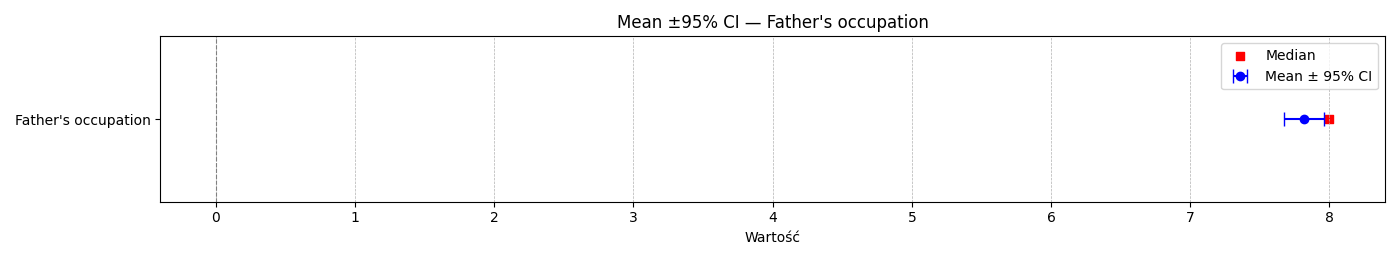 Mean ±95% CI — Father's occupation
Median
Mean ± 95% CI
Father's occupation
0 1 2 3 4 5 6 7 8
Wartość